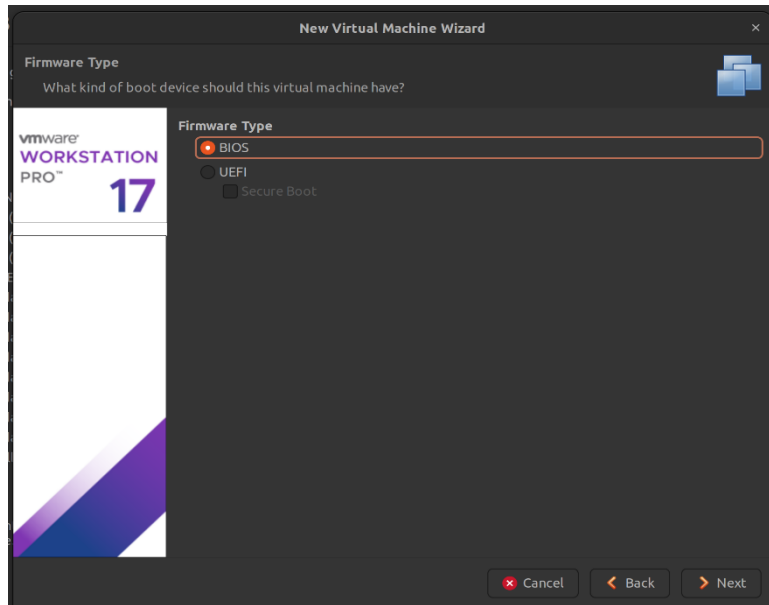 New Virtual Machine Wizard
Firmware Type
What kind of boot device should this virtual machine have?
vmware
WORKSTATION
PRO™
17
Firmware Type
BIOS
UEFI
Secure Boot
Cancel
Back
Next